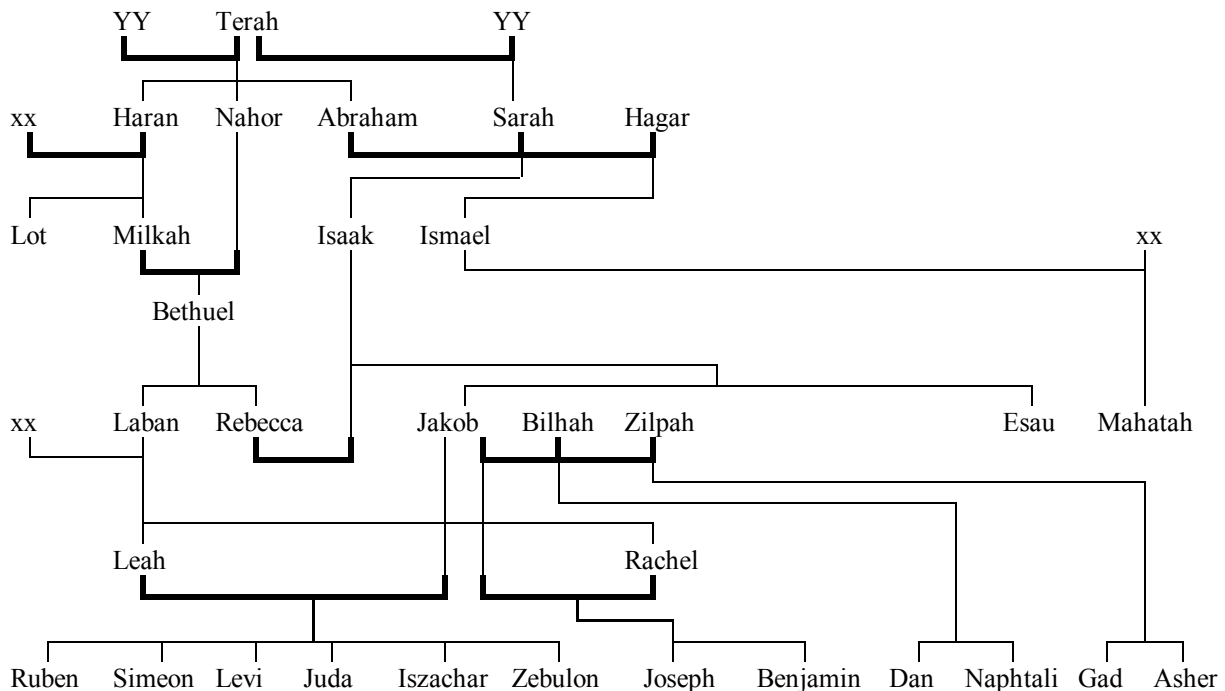 YY Terah YY
xx Haran Nahor Abraham Sarah Hagar
Lot Milkah Isaak Ismael xx
Bethuel
xx Laban Rebecca Jakob Bilhah Zilpah Esau Mahatah
Leah Rachel
Ruben Simeon Levi Juda Iszachar Zebulon Joseph Benjamin Dan Naphtali Gad Asher